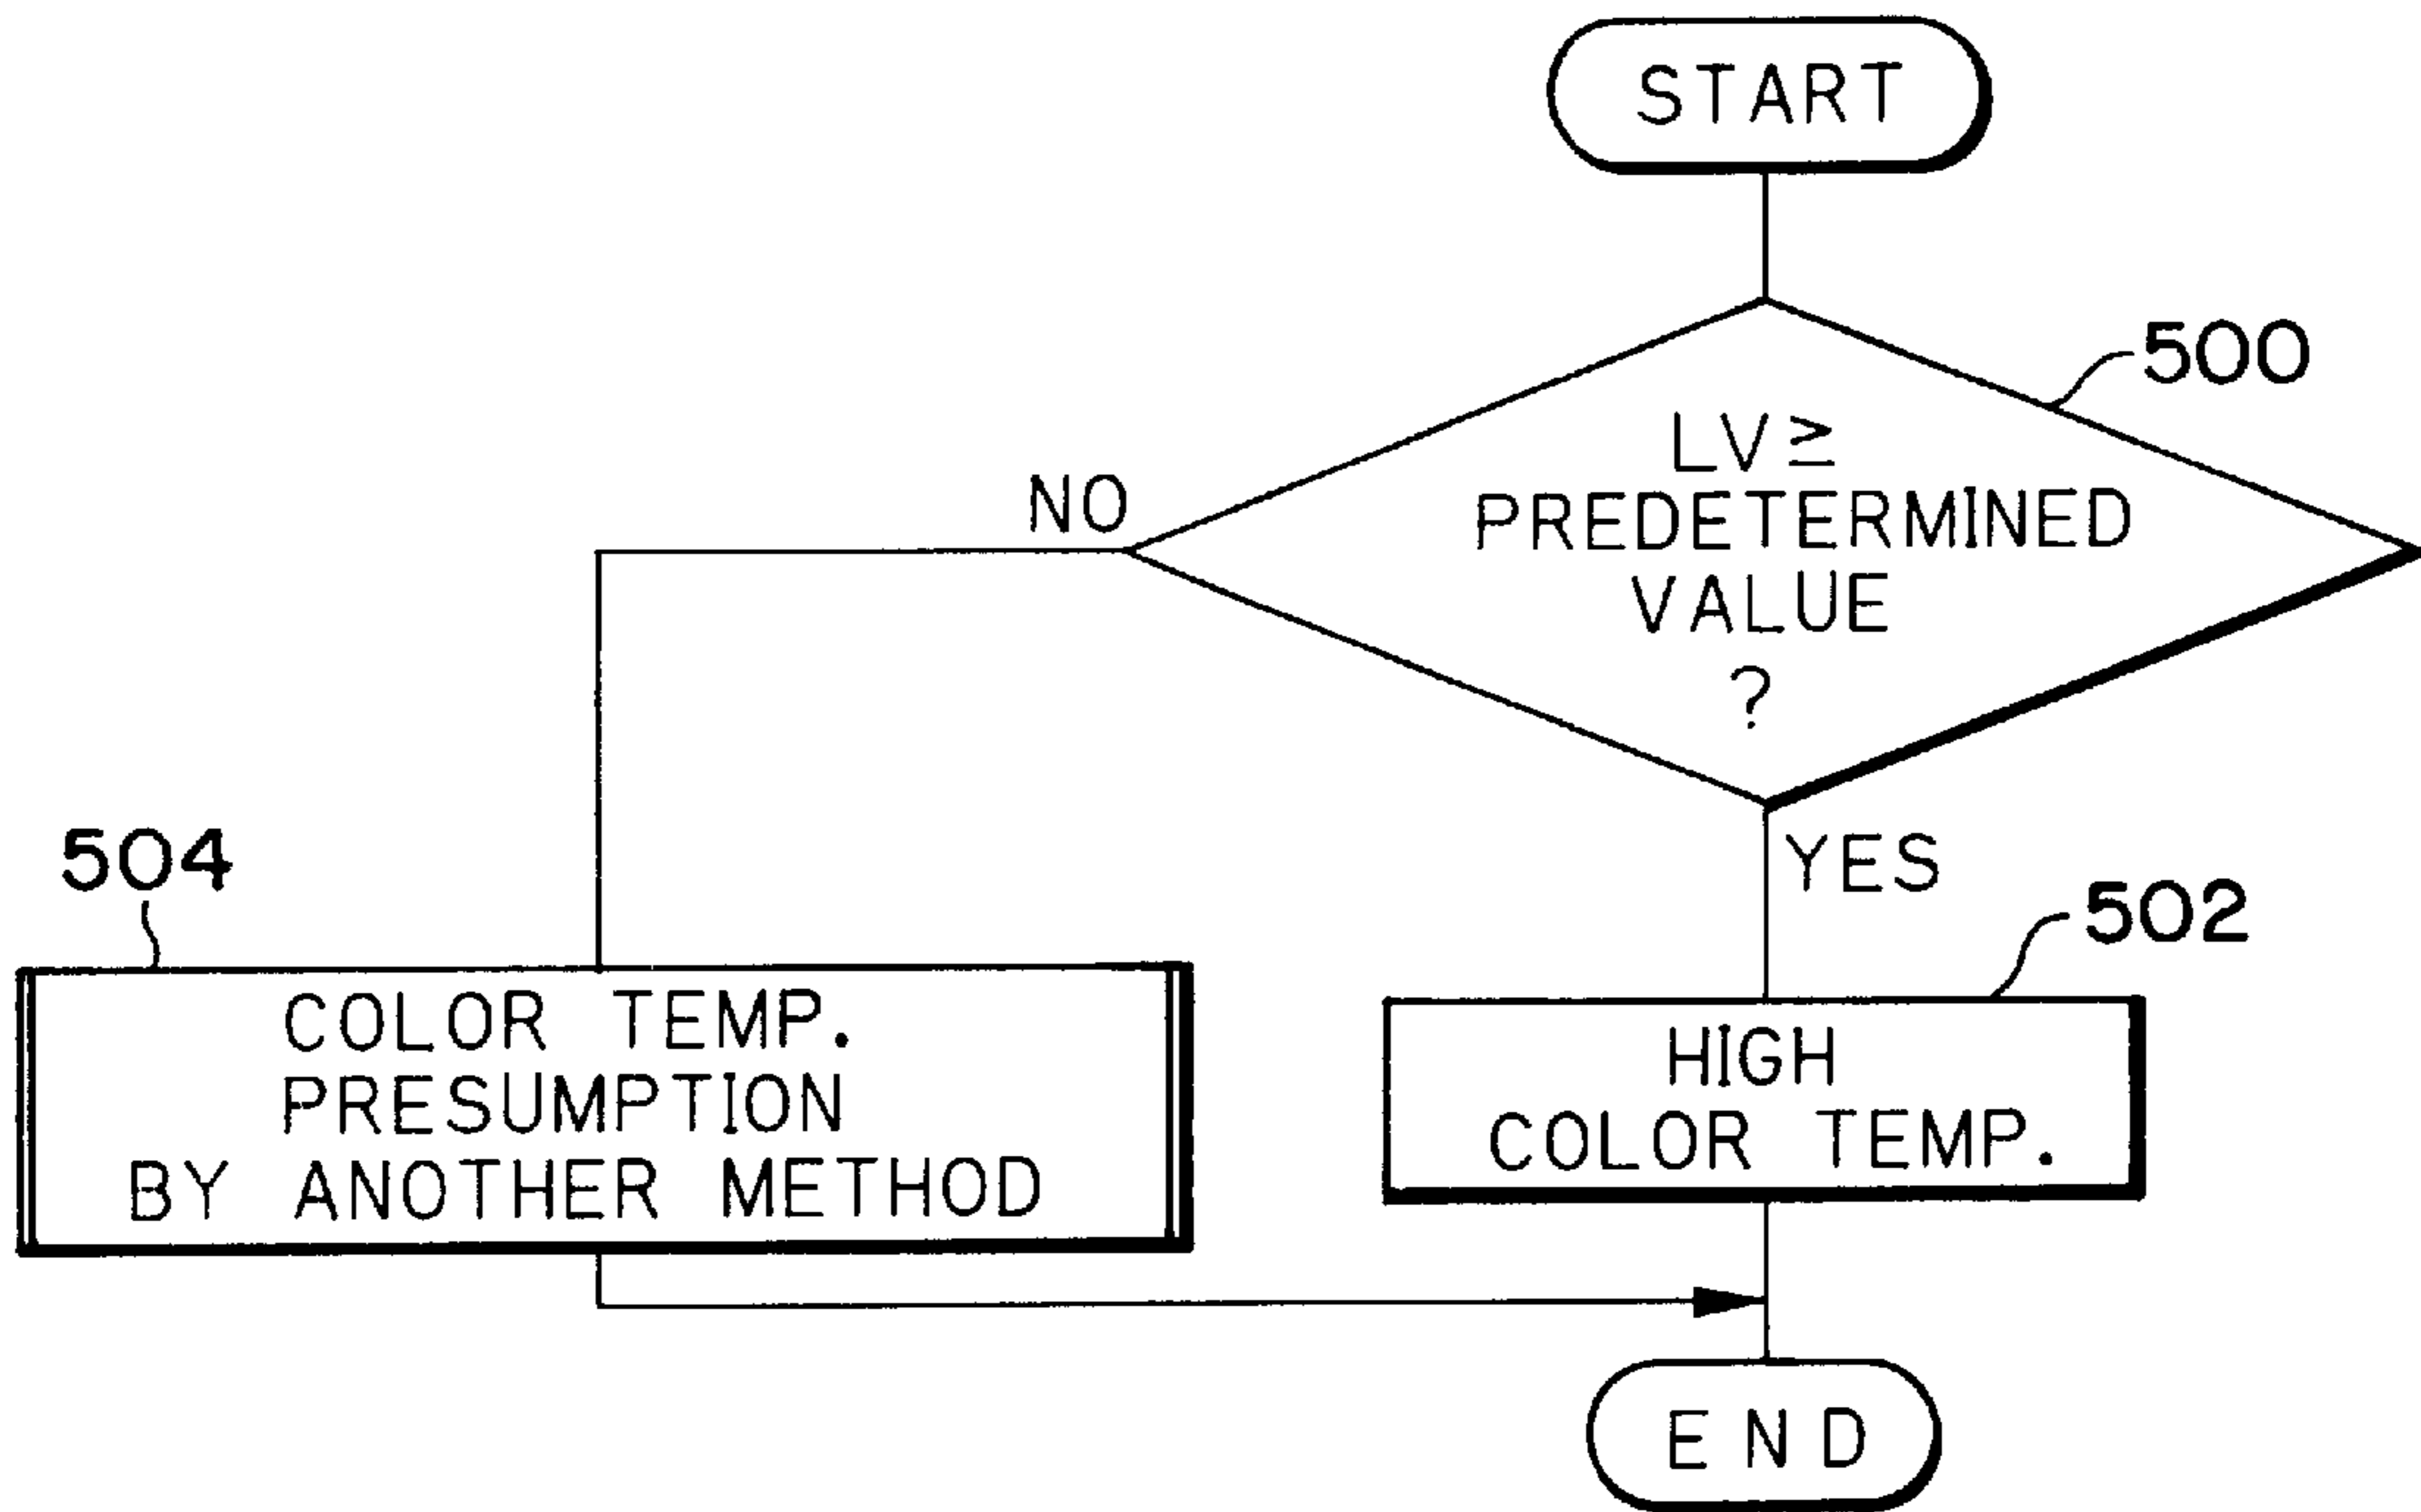 START
500
LV≥
PREDETERMINED
VALUE
?
NO
YES
504
502
COLOR TEMP.
PRESUMPTION
BY ANOTHER METHOD
HIGH
COLOR TEMP.
END